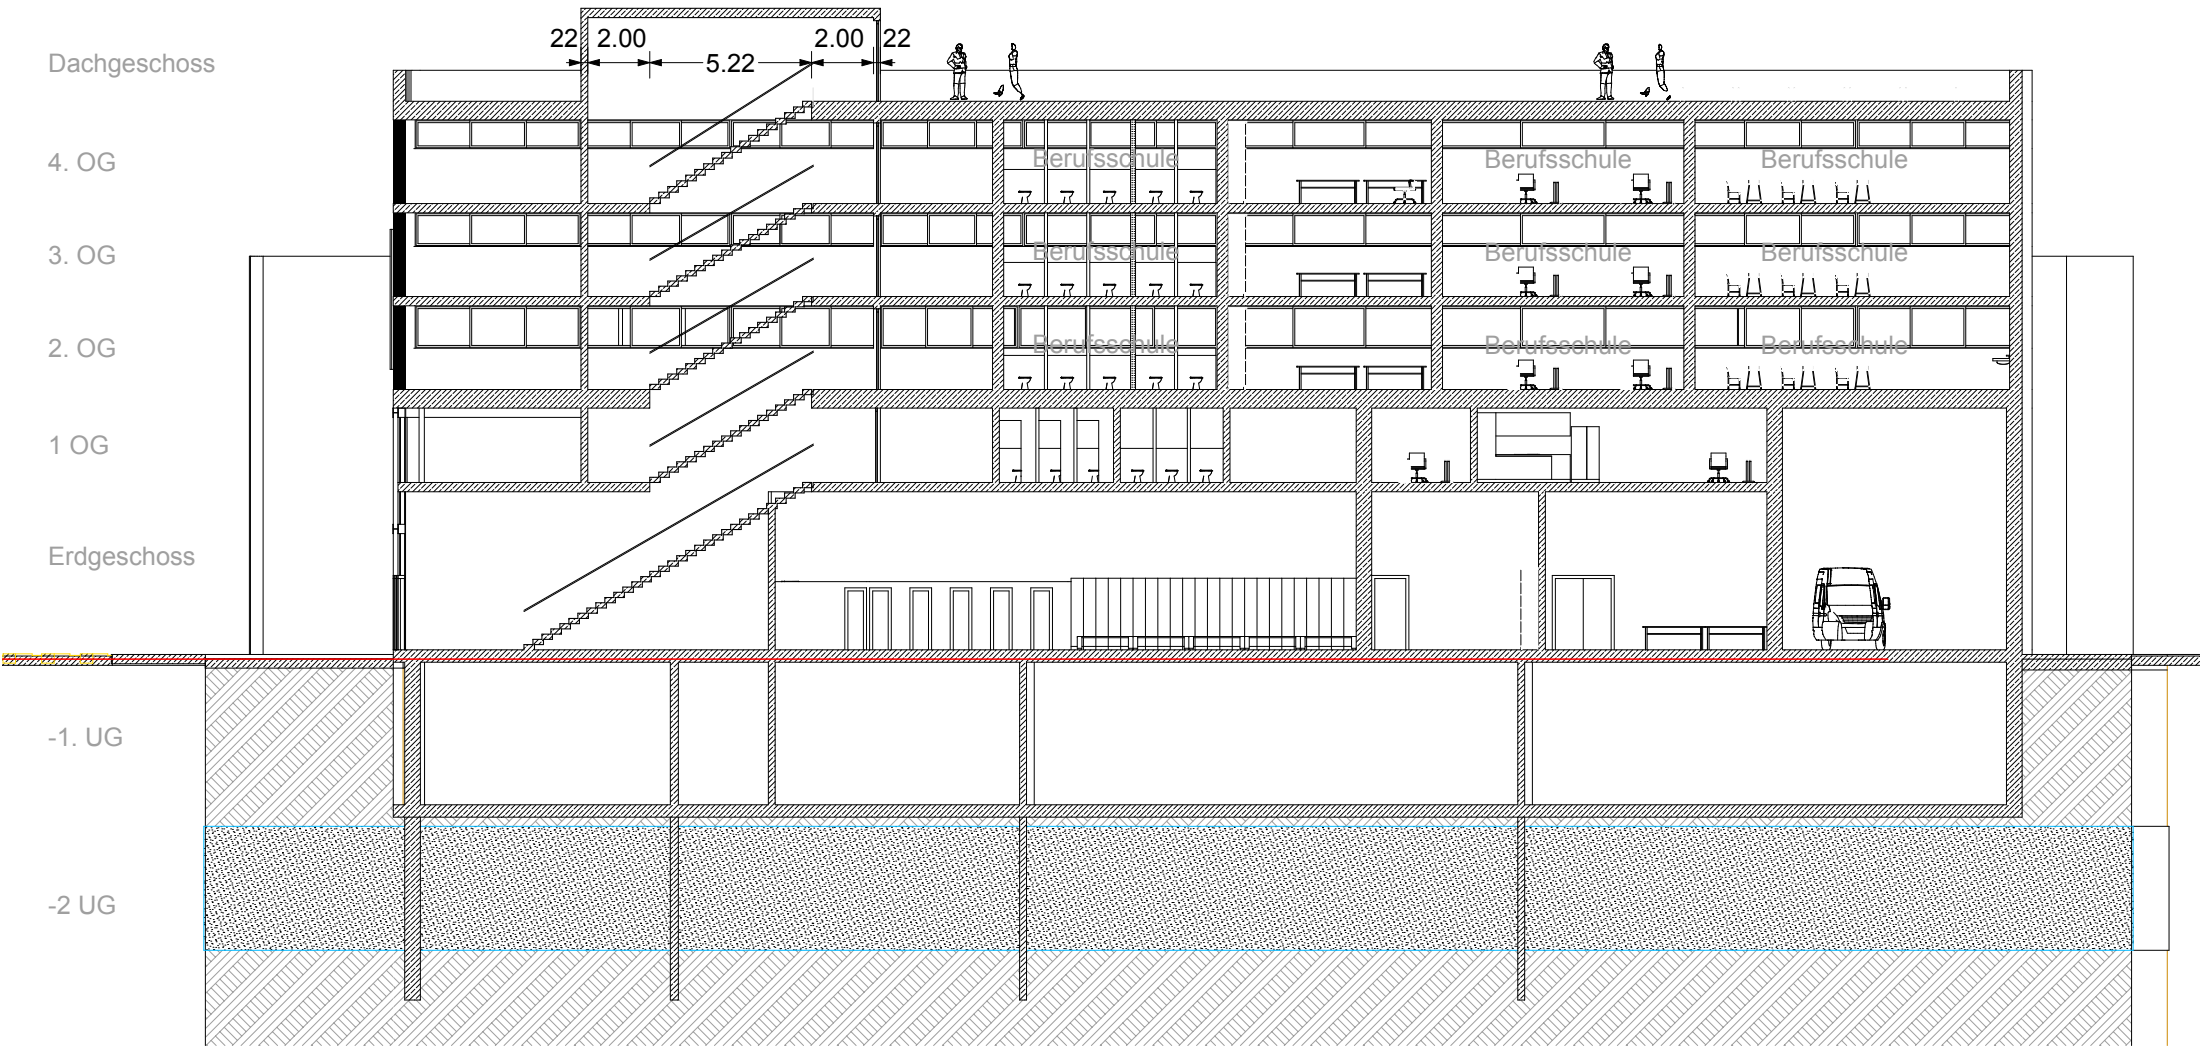 22 2.00 2.00 22
Dachgeschoss 5.22
4. OG Berufsschule Berufsschule Berufsschule
3. OG Berufsschule Berufsschule Berufsschule
2. OG Berufsschule Berufsschule Berufsschule
1 OG
Erdgeschoss
-1. UG
-2 UG